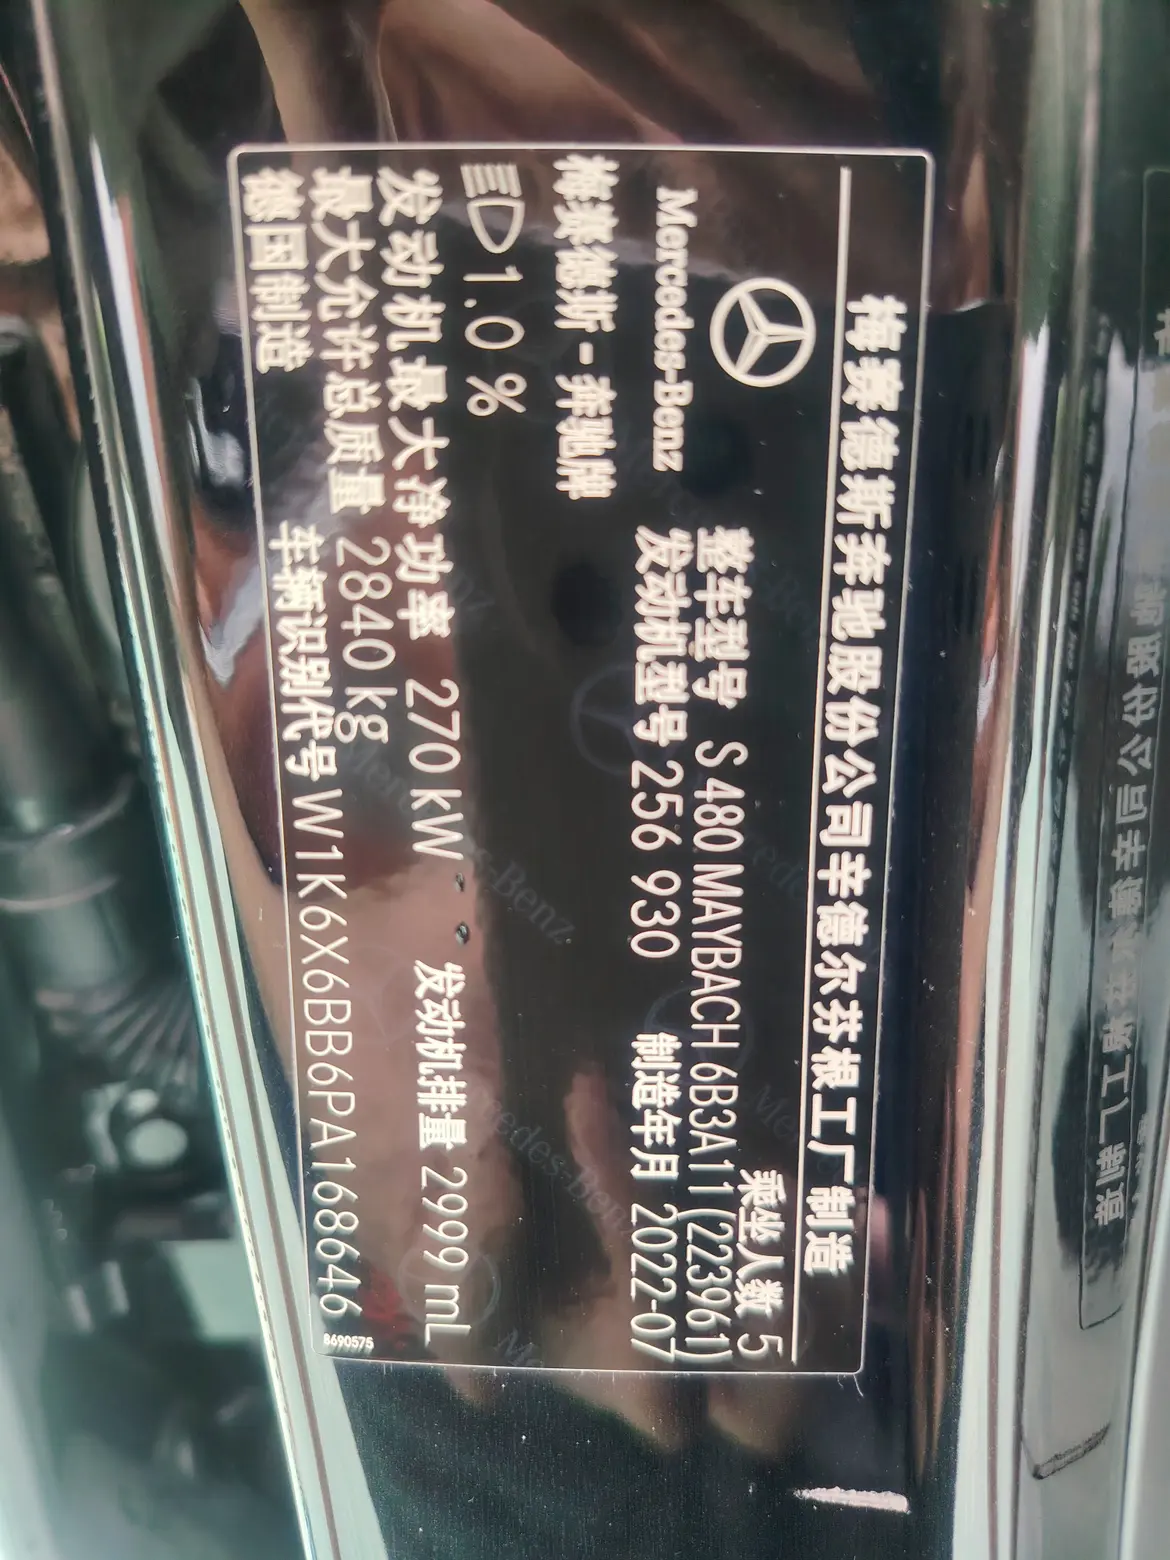 梅赛德斯奔驰股份公司辛德尔芬根工厂制造
乘坐人数 5
Mercedes-Benz
整车型号 S 480 MAYBACH 6B3A11(223961)
发动机型号 256 930 制造年月 2022-07
梅赛德斯-奔驰牌
1.0%
发动机最大净功率 270 kW 发动机排量 2999 mL
最大允许总质量 2840 kg
德国制造 车辆识别代号 W1K6X6BB6PA168646
8690575